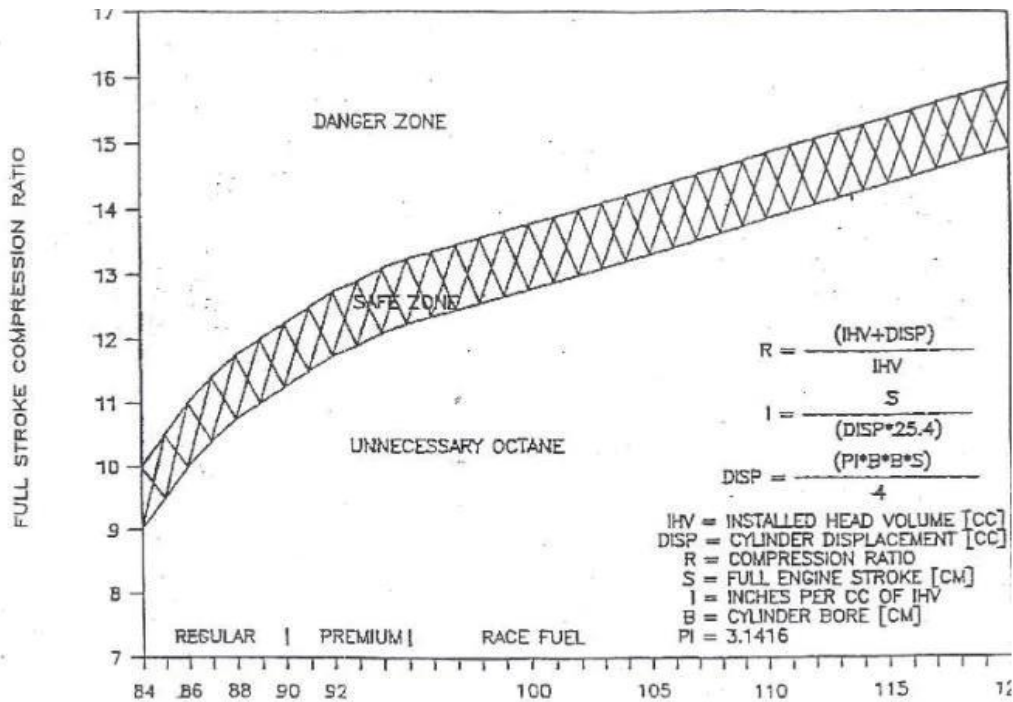 FULL STROKE COMPRESSION RATIO
17
16
15
14
13
12
11
10
9
8
7
DANGER ZONE
SAFE ZONE
UNNECESSARY OCTANE
R = (IHV+DISP)
IHV
I = S
(DISP*25.4)
DISP = (PI*B*B*S)
4
IHV = INSTALLED HEAD VOLUME [CC]
DISP = CYLINDER DISPLACEMENT [CC]
R = COMPRESSION RATIO
S = FULL ENGINE STROKE [CM]
I = INCHES PER CC OF IHV
B = CYLINDER BORE [CM]
PI = 3.1416
REGULAR | PREMIUM | RACE FUEL
84 86 88 90 92 100 105 110 115 12